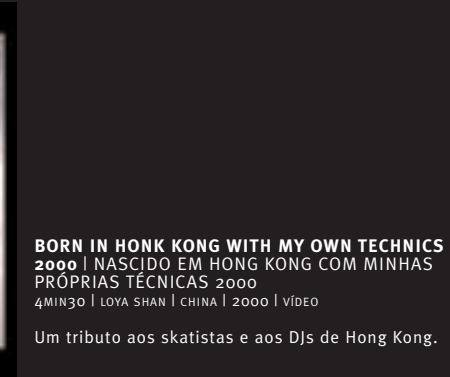 BORN IN HONK KONG WITH MY OWN TECHNICS
2000 | NASCIDO EM HONG KONG COM MINHAS
PRÓPRIAS TÉCNICAS 2000
4MIN30 | LOYA SHAN | CHINA | 2000 | VÍDEO
Um tributo aos skatistas e aos DJs de Hong Kong.